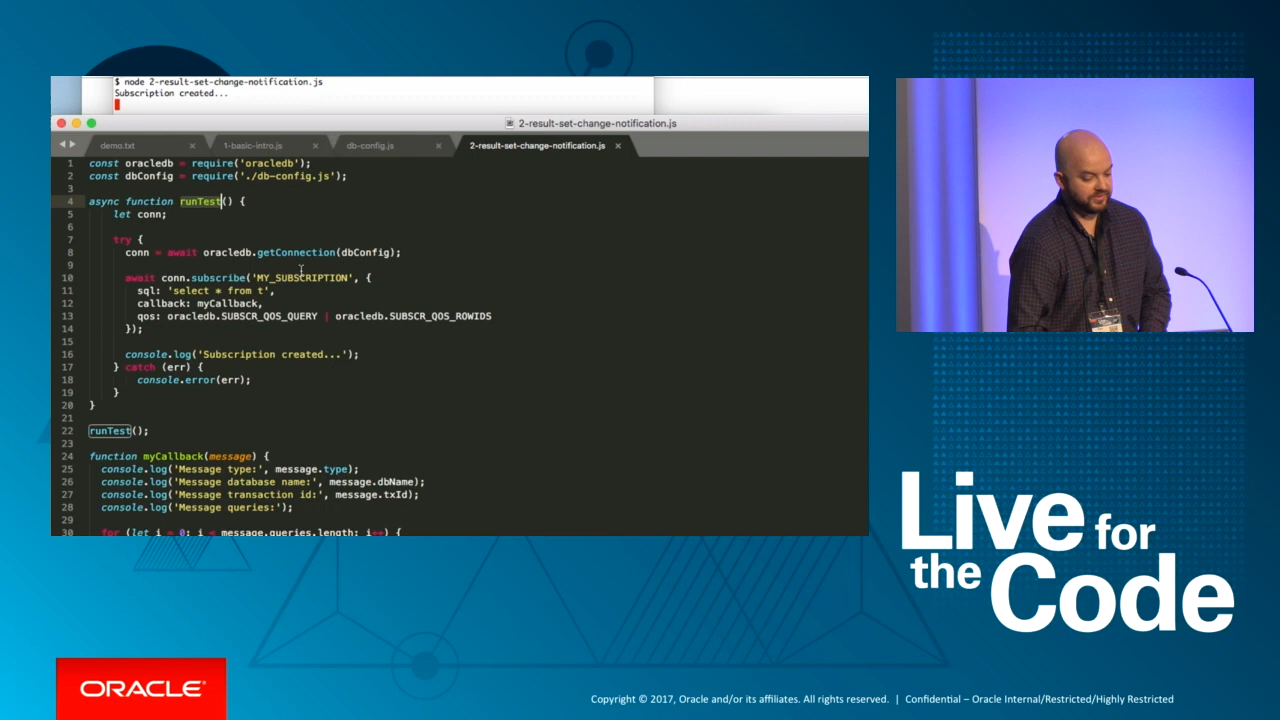 $ node 2-result-set-change-notification.js
Subscription created...
2-result-set-change-notification.js
demo.txt × 1-basic-intro.js × db-config.js × 2-result-set-change-notification.js ×
1 const oracledb = require('oracledb');
2 const dbConfig = require('./db-config.js');
3
4 async function runTest() {
5 let conn;
6
7 try {
8 conn = await oracledb.getConnection(dbConfig);
9
10 await conn.subscribe('MY_SUBSCRIPTION', {
11 sql: 'select * from t',
12 callback: myCallback,
13 qos: oracledb.SUBSCR_QOS_QUERY | oracledb.SUBSCR_QOS_ROWIDS
14 });
15
16 console.log('Subscription created...');
17 } catch (err) {
18 console.error(err);
19 }
20 }
21
22 runTest();
23
24 function myCallback(message) {
25 console.log('Message type:', message.type);
26 console.log('Message database name:', message.dbName);
27 console.log('Message transaction id:', message.txId);
28 console.log('Message queries:');
29
30 for (let i = 0; i < message.queries.length; i++) {
Live for
the Code
ORACLE®
Copyright © 2017, Oracle and/or its affiliates. All rights reserved. | Confidential – Oracle Internal/Restricted/Highly Restricted